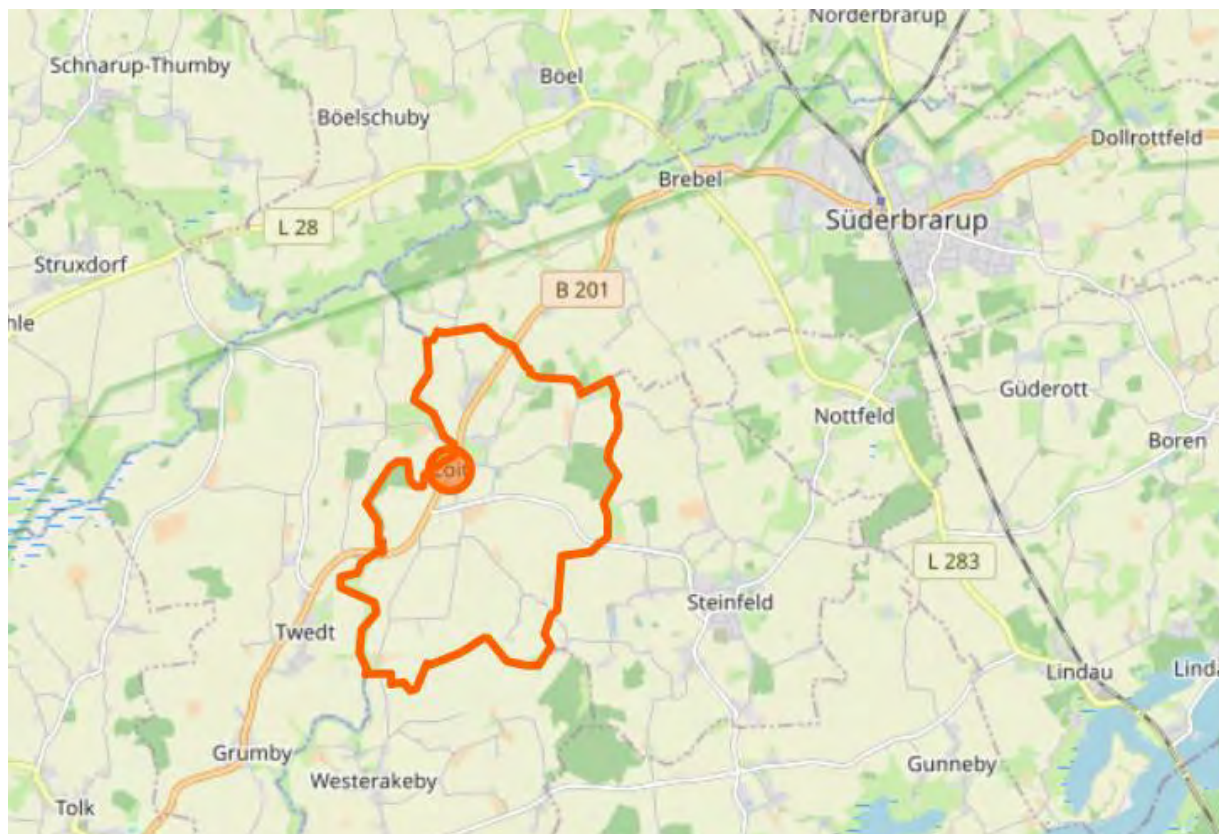 Norderbrarup
Schnarup-Thumby
Böel
Böelschuby
Dollrottfeld
Brebel
Süderbrarup
L 28
Struxdorf
B 201
Güderott
Nottfeld
Boren
Loit
L 283
Steinfeld
Twedt
Lindau
Grumby
Westerakeby
Gunneby
Tolk